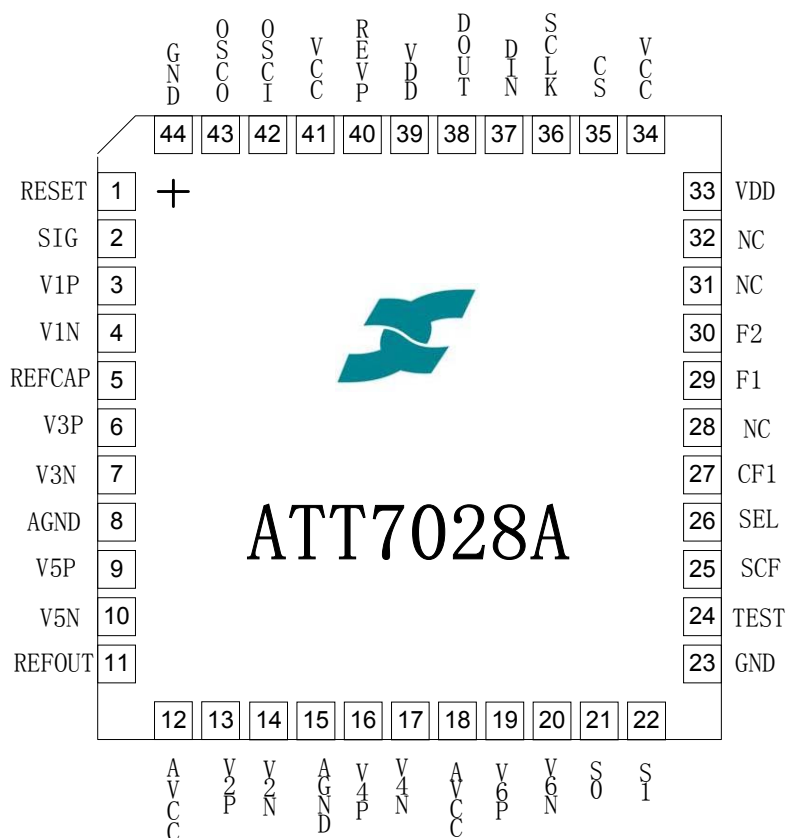 GND OSCO OSCI VCC REVP VDD DOUT DIN SCLK CS VCC
44 43 42 41 40 39 38 37 36 35 34
RESET 1 + 33 VDD
SIG 2 32 NC
V1P 3 31 NC
V1N 4 30 F2
REFCAP 5 29 F1
V3P 6 28 NC
V3N 7 27 CF1
AGND 8 ATT7028A 26 SEL
V5P 9 25 SCF
V5N 10 24 TEST
REFOUT 11 23 GND
12 13 14 15 16 17 18 19 20 21 22
AVCC V2P V2N AGND V4P V4N AVCC V6P V6N S0 S1